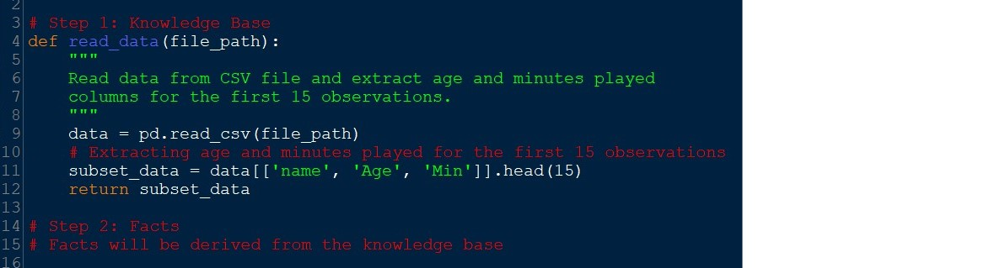 2
3 # Step 1: Knowledge Base
4 def read_data(file_path):
5     """
6     Read data from CSV file and extract age and minutes played
7     columns for the first 15 observations.
8     """
9     data = pd.read_csv(file_path)
10     # Extracting age and minutes played for the first 15 observations
11     subset_data = data[['name', 'Age', 'Min']].head(15)
12     return subset_data
13
14 # Step 2: Facts
15 # Facts will be derived from the knowledge base
16